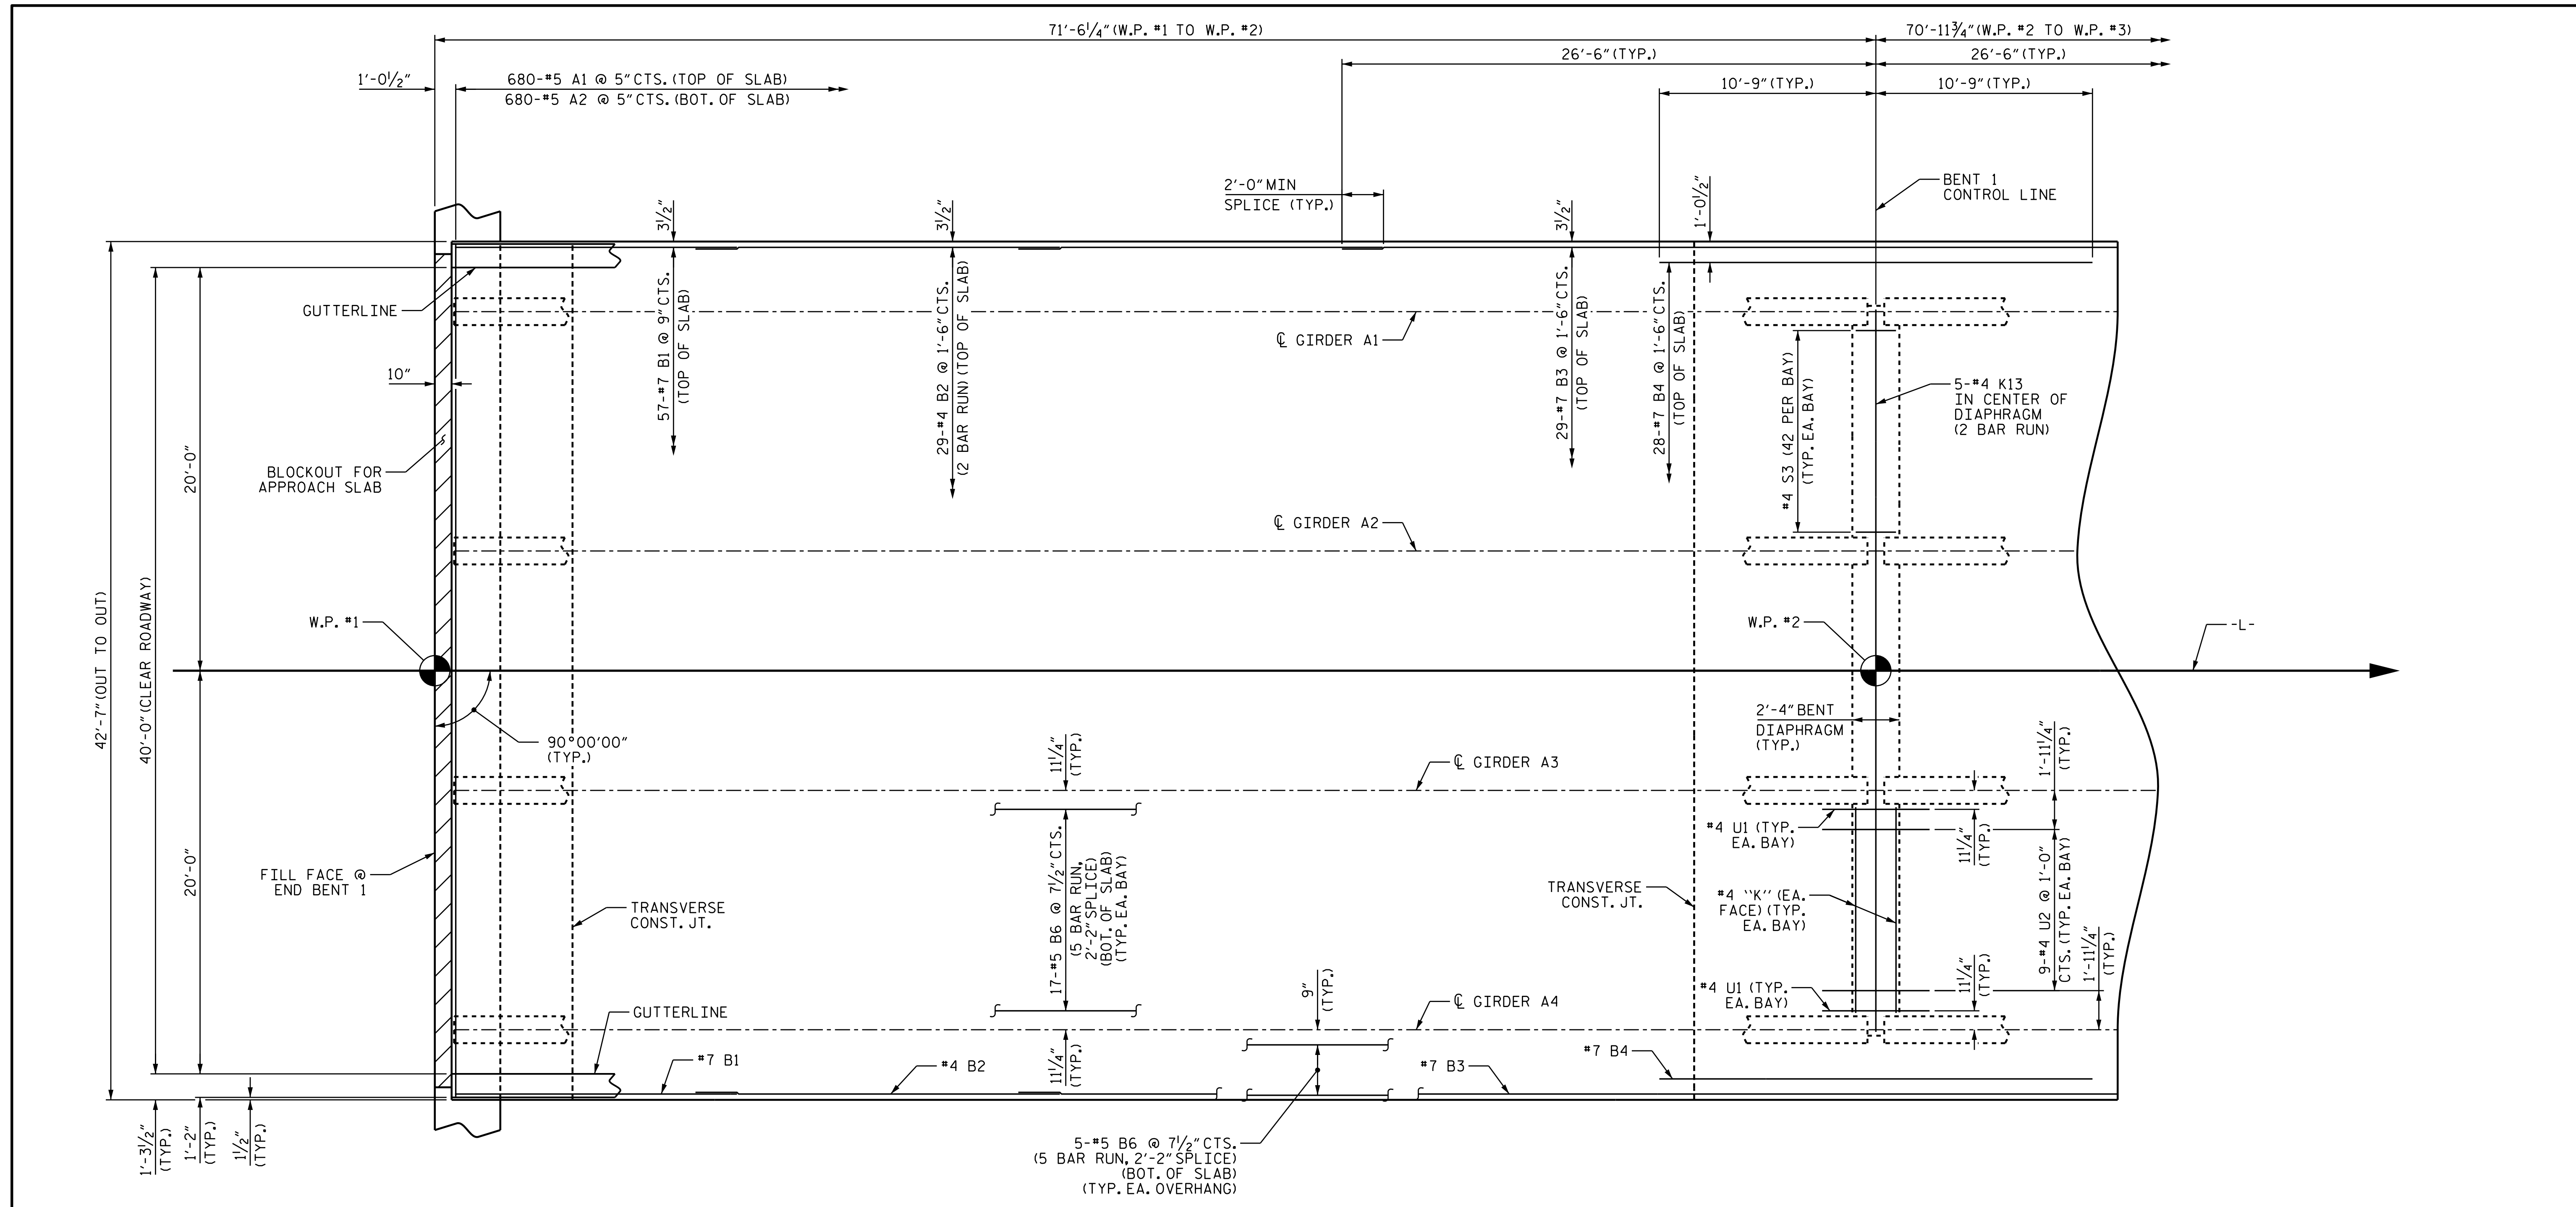 71'-6¼" (W.P. #1 TO W.P. #2)
70'-11¾" (W.P. #2 TO W.P. #3)
26'-6" (TYP.)
26'-6" (TYP.)
1'-0½"
680-#5 A1 @ 5" CTS. (TOP OF SLAB)
680-#5 A2 @ 5" CTS. (BOT. OF SLAB)
10'-9" (TYP.)
10'-9" (TYP.)
2'-0" MIN
SPLICE (TYP.)
BENT 1
CONTROL LINE
3½"
3½"
3½"
1'-0½"
GUTTERLINE
57-#7 B1 @ 9" CTS.
(TOP OF SLAB)
29-#4 B2 @ 1'-6" CTS.
(2 BAR RUN) (TOP OF SLAB)
29-#7 B3 @ 1'-6" CTS.
(TOP OF SLAB)
28-#7 B4 @ 1'-6" CTS.
(TOP OF SLAB)
℄ GIRDER A1
#4 S3 (42 PER BAY)
(TYP. EA. BAY)
5-#4 K13
IN CENTER OF
DIAPHRAGM
(2 BAR RUN)
10"
BLOCKOUT FOR
APPROACH SLAB
20'-0"
℄ GIRDER A2
42'-7" (OUT TO OUT)
40'-0" (CLEAR ROADWAY)
W.P. #1
W.P. #2
-L-
90°00'00"
(TYP.)
2'-4" BENT
DIAPHRAGM
(TYP.)
11¼"
(TYP.)
℄ GIRDER A3
1'-11¼"
(TYP.)
#4 U1 (TYP.
EA. BAY)
11¼"
(TYP.)
20'-0"
FILL FACE @
END BENT 1
TRANSVERSE
CONST. JT.
17-#5 B6 @ 7½" CTS.
(5 BAR RUN,
2'-2" SPLICE)
(BOT. OF SLAB)
(TYP. EA. BAY)
TRANSVERSE
CONST. JT.
#4 ``K'' (EA.
FACE) (TYP.
EA. BAY)
9-#4 U2 @ 1'-0"
CTS. (TYP. EA. BAY)
1'-11¼"
(TYP.)
9"
(TYP.)
#4 U1 (TYP.
EA. BAY)
11¼"
(TYP.)
℄ GIRDER A4
GUTTERLINE
11¼"
(TYP.)
#7 B1
#4 B2
#7 B3
#7 B4
1'-3½"
(TYP.)
1'-2"
(TYP.)
1½"
(TYP.)
5-#5 B6 @ 7½" CTS.
(5 BAR RUN, 2'-2" SPLICE)
(BOT. OF SLAB)
(TYP. EA. OVERHANG)